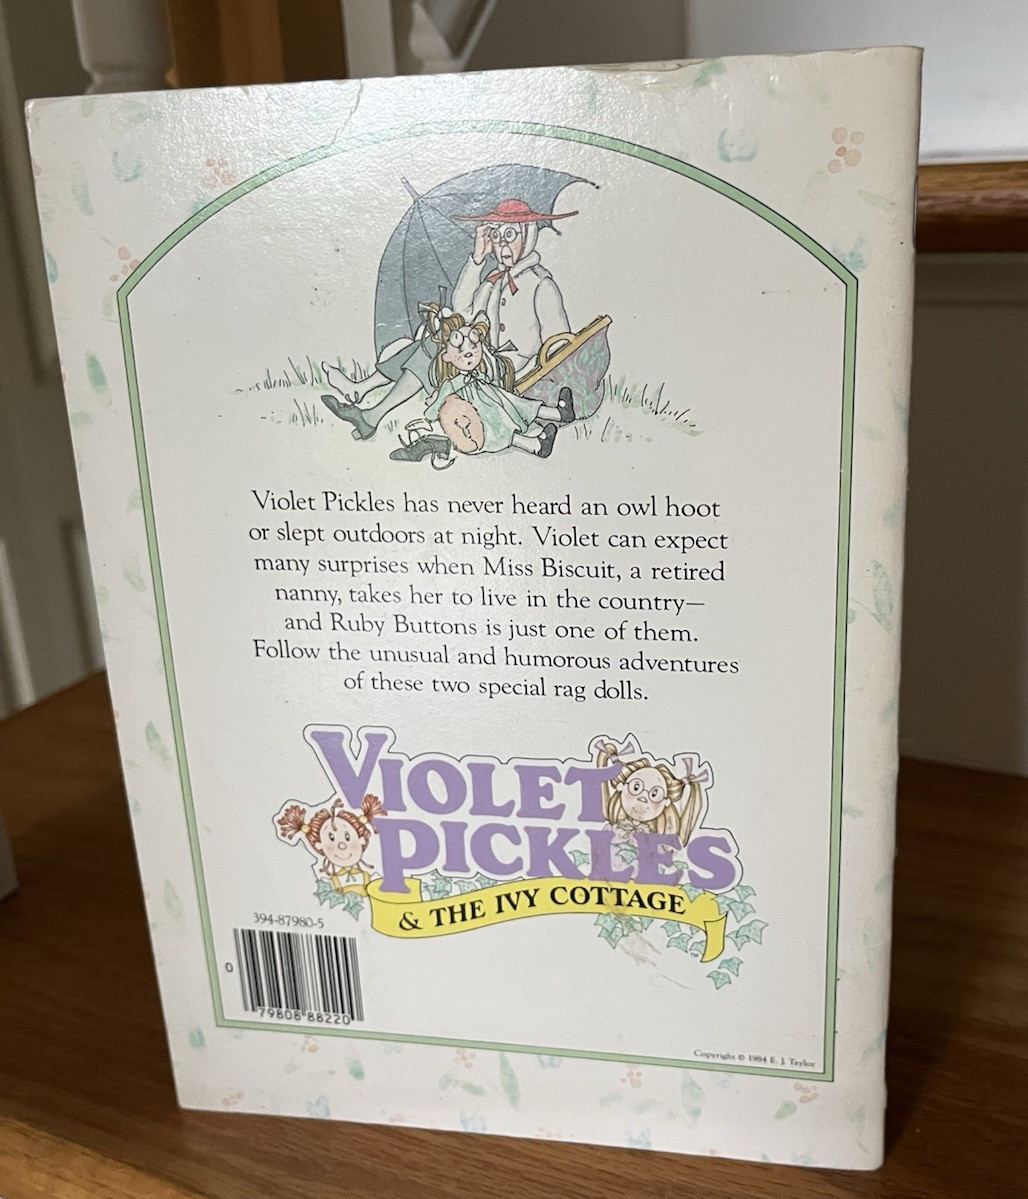 Violet Pickles has never heard an owl hoot
or slept outdoors at night. Violet can expect
many surprises when Miss Biscuit, a retired
nanny, takes her to live in the country—
and Ruby Buttons is just one of them.
Follow the unusual and humorous adventures
of these two special rag dolls.
VIOLET
PICKLES
& THE IVY COTTAGE
TM
394-87980-5
0 79808 88220
Copyright © 1984 E. J. Taylor